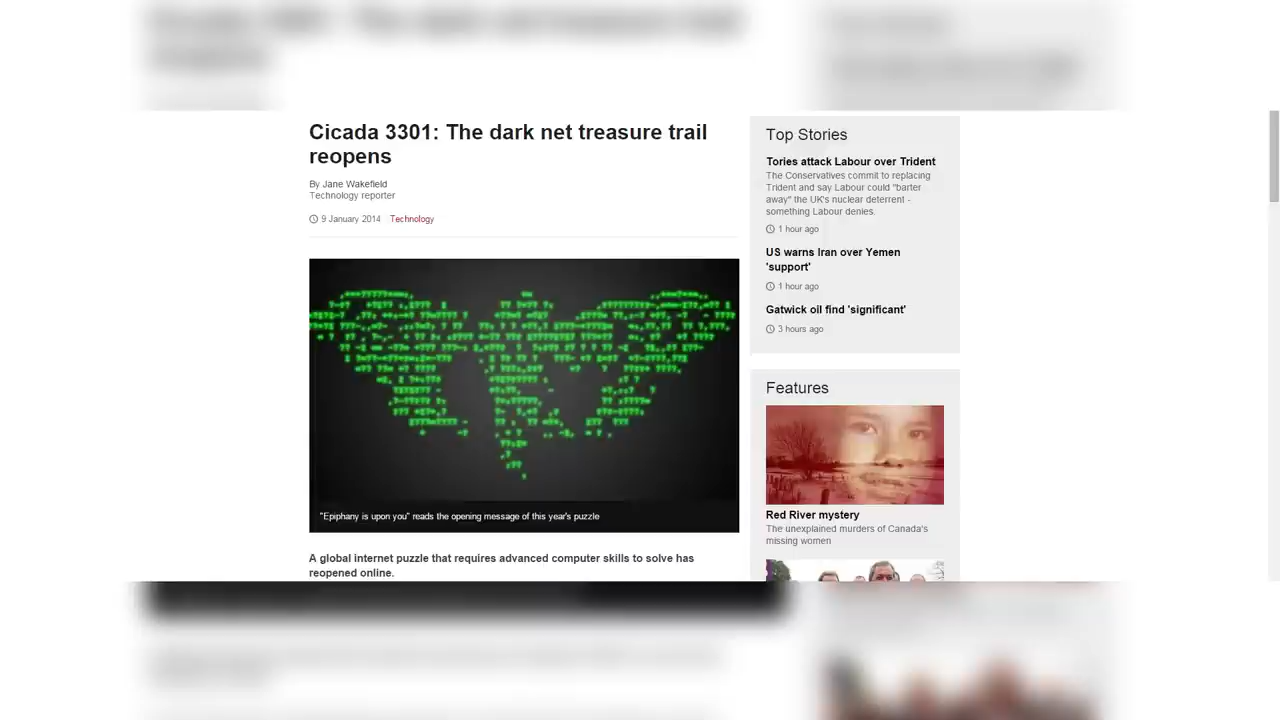 Cicada 3301: The dark net treasure trail
reopens
By Jane Wakefield
Technology reporter
9 January 2014 Technology
"Epiphany is upon you" reads the opening message of this year's puzzle
A global internet puzzle that requires advanced computer skills to solve has
reopened online.
Top Stories
Tories attack Labour over Trident
The Conservatives commit to replacing
Trident and say Labour could "barter
away" the UK's nuclear deterrent -
something Labour denies.
1 hour ago
US warns Iran over Yemen
'support'
1 hour ago
Gatwick oil find 'significant'
3 hours ago
Features
Red River mystery
The unexplained murders of Canada's
missing women